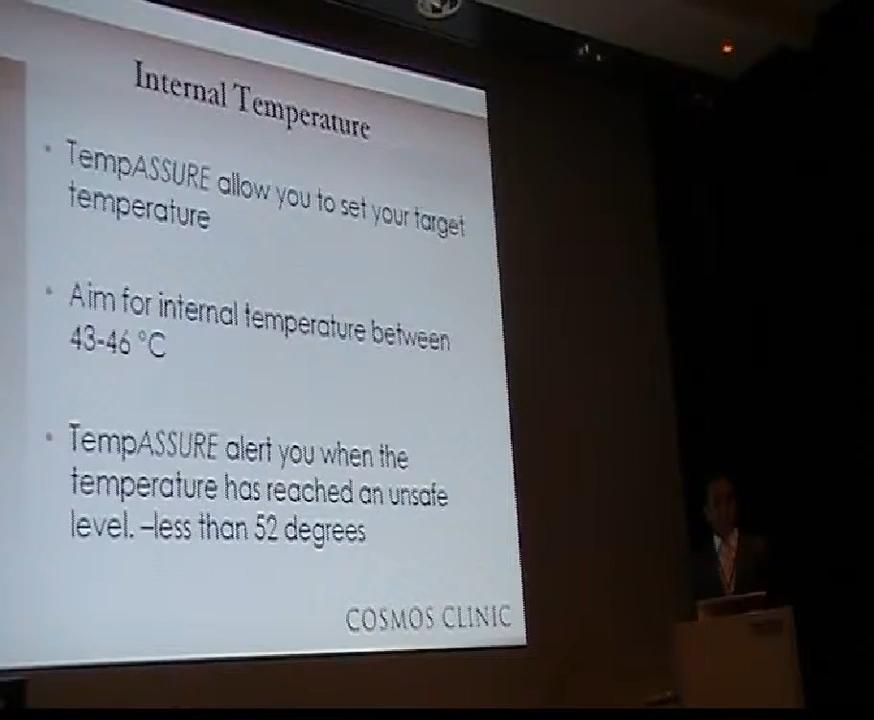 Internal Temperature
• TempASSURE allow you to set your target
temperature
• Aim for internal temperature between
43-46 °C
• TempASSURE alert you when the
temperature has reached an unsafe
level. –less than 52 degrees
COSMOS CLINIC